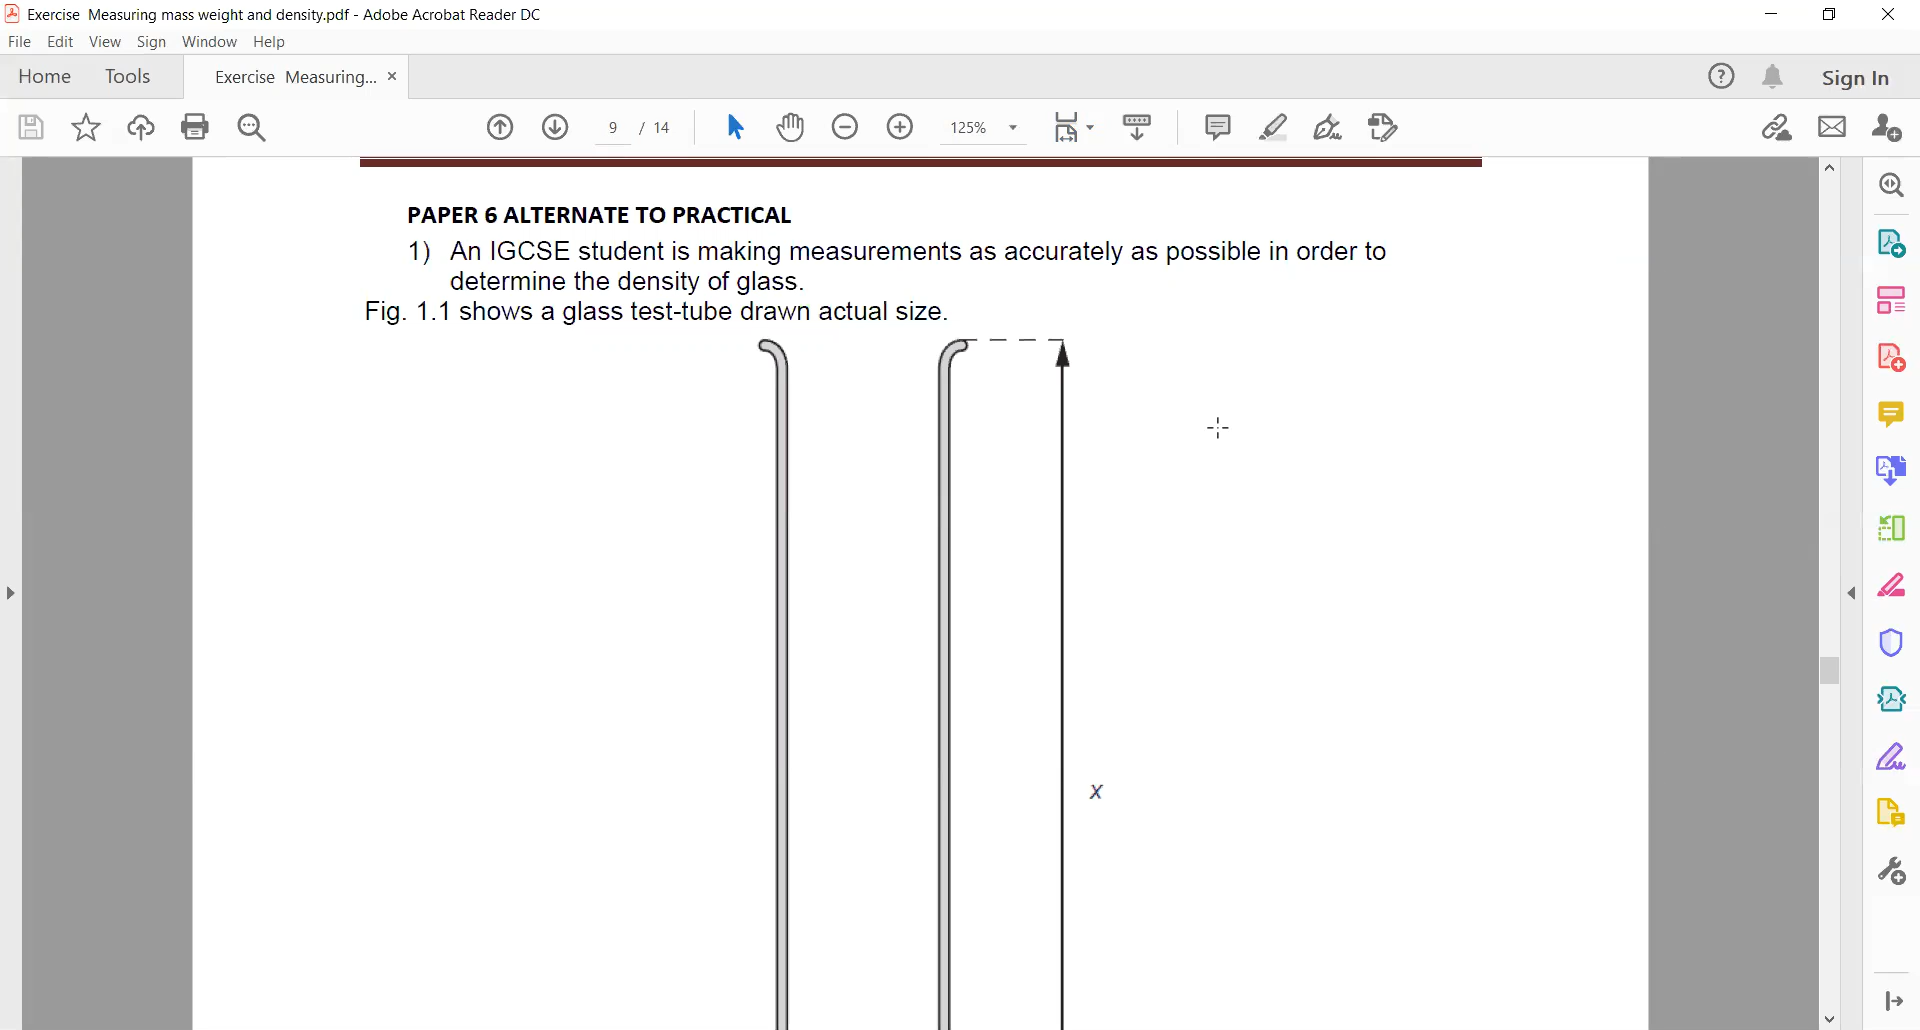 Exercise  Measuring mass weight and density.pdf - Adobe Acrobat Reader DC
File Edit View Sign Window Help
Home Tools Exercise  Measuring... × Sign In
9 / 14 125%
PAPER 6 ALTERNATE TO PRACTICAL
1) An IGCSE student is making measurements as accurately as possible in order to
determine the density of glass.
Fig. 1.1 shows a glass test-tube drawn actual size.
x